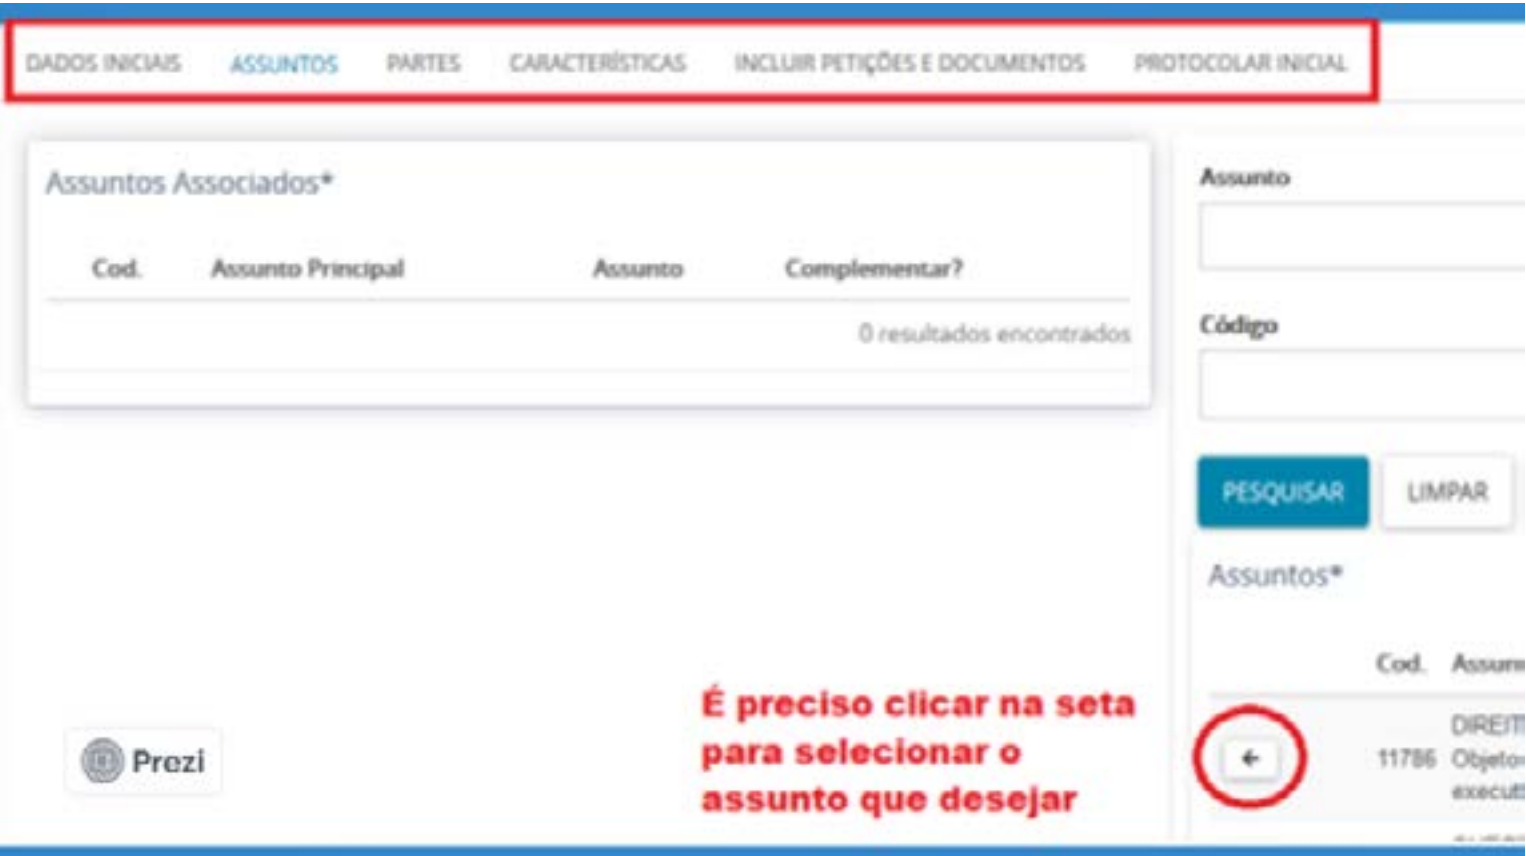 DADOS INICIAIS ASSUNTOS PARTES CARACTERÍSTICAS INCLUIR PETIÇÕES E DOCUMENTOS PROTOCOLAR INICIAL
Assuntos Associados*
Cod. Assunto Principal Assunto Complementar?
0 resultados encontrados
Assunto
Código
PESQUISAR LIMPAR
Assuntos*
Cod.
11786
É preciso clicar na seta
para selecionar o
assunto que desejar
Prezi